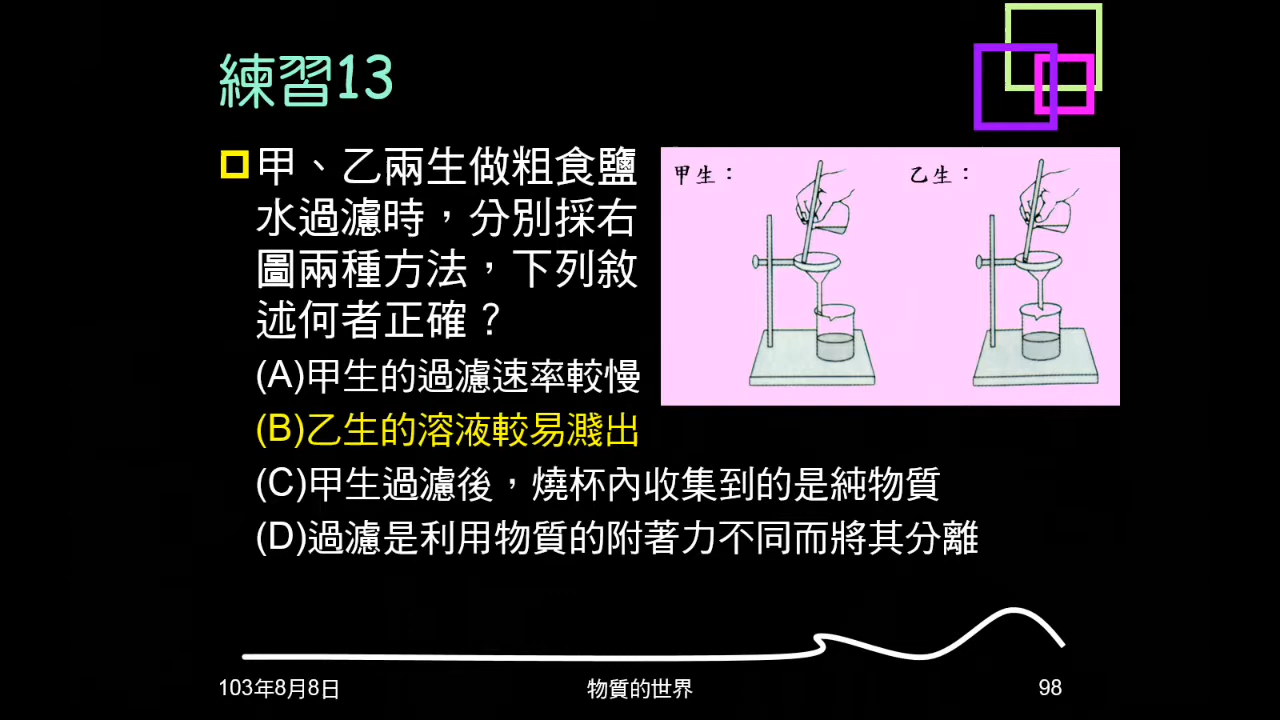 練習13
甲、乙兩生做粗食鹽
水過濾時，分別採右
圖兩種方法，下列敘
述何者正確？
(A)甲生的過濾速率較慢
(B)乙生的溶液較易濺出
(C)甲生過濾後，燒杯內收集到的是純物質
(D)過濾是利用物質的附著力不同而將其分離
甲生：
乙生：
103年8月8日
物質的世界
98